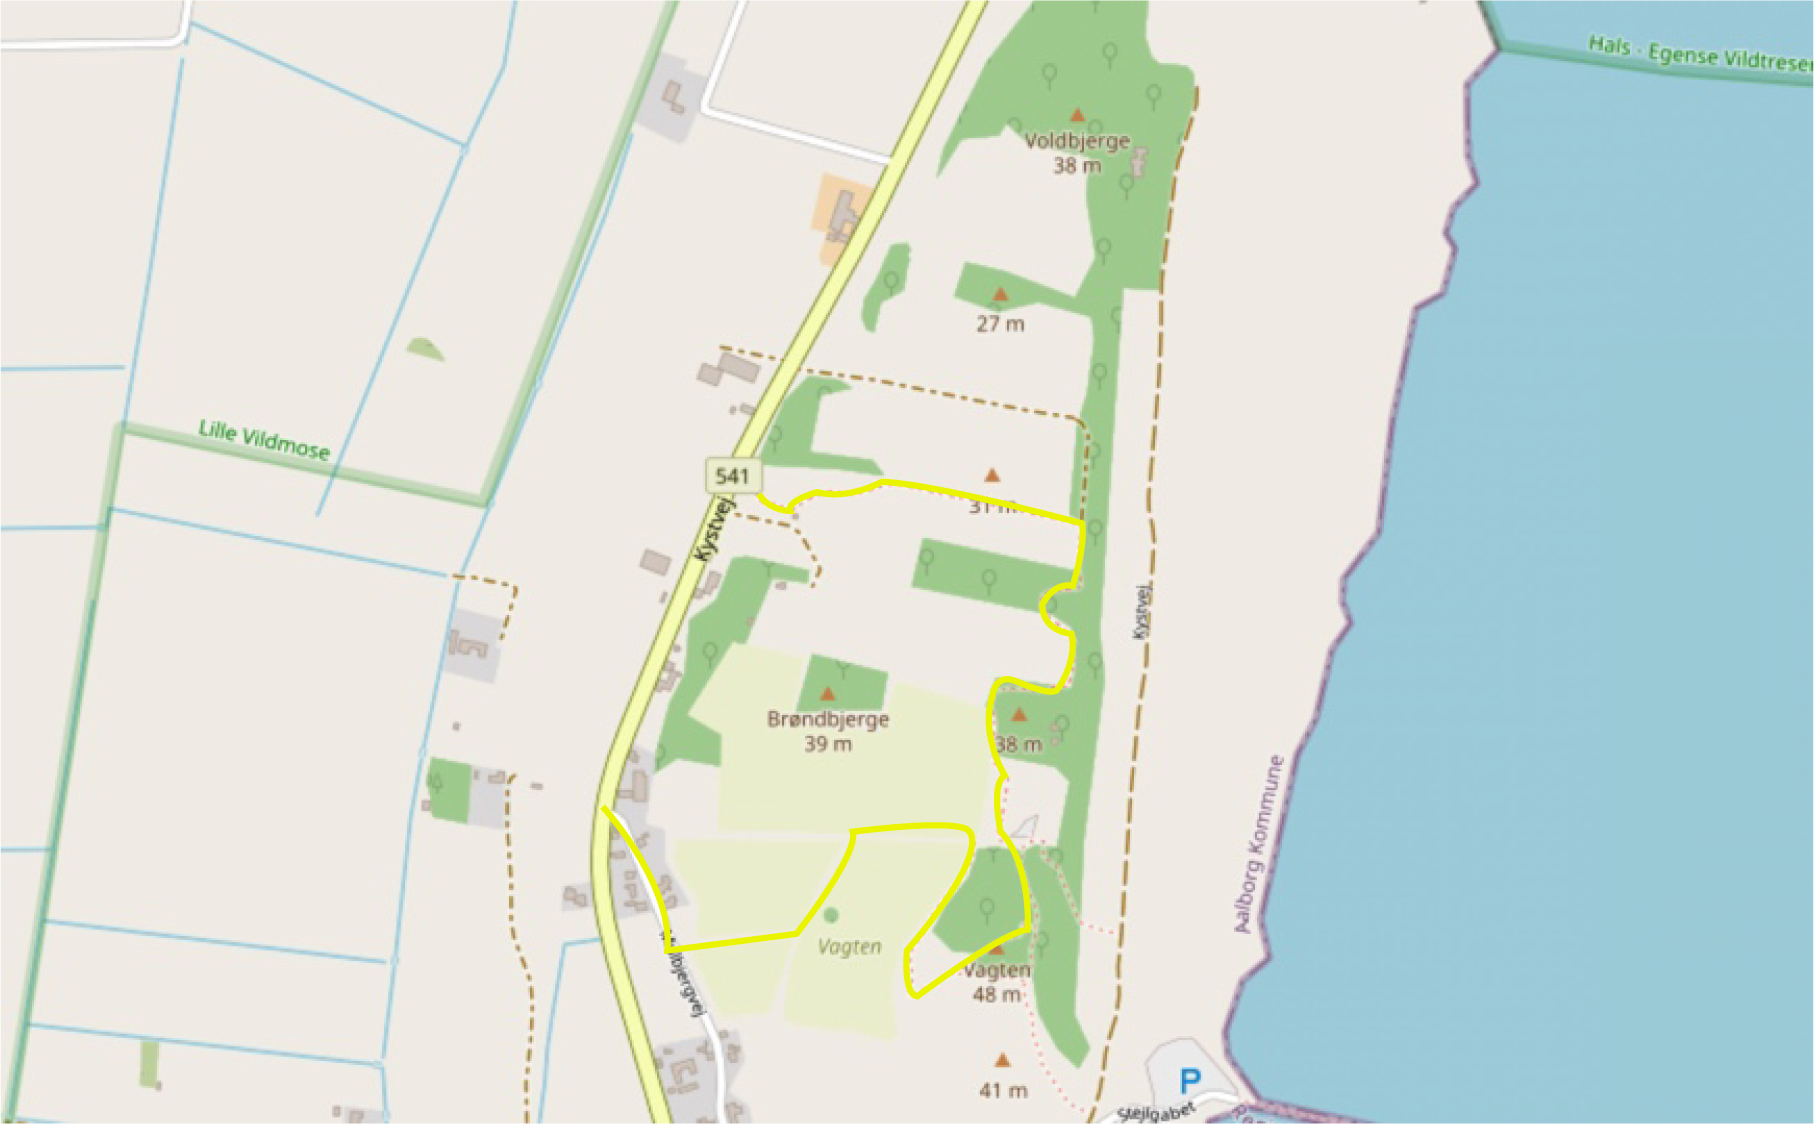 Hals - Egense Vildtreser
Voldbjerge
38 m
27 m
Lille Vildmose
541
31 m
Kystvej
Kystvej
Brøndbjerge
39 m
38 m
Aalborg Kommune
Vagten
Vagten
48 m
41 m
P
Stejlgabet